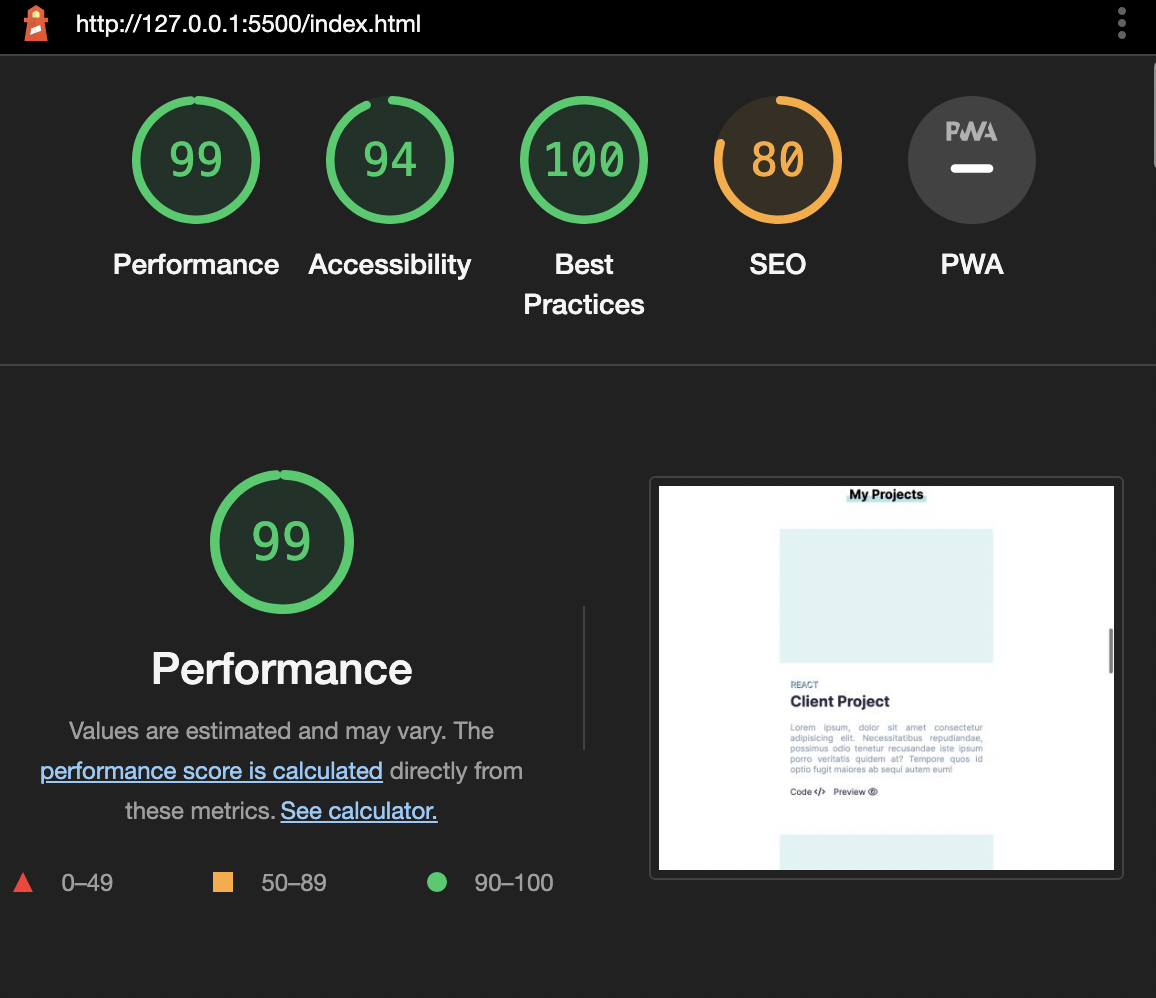 http://127.0.0.1:5500/index.html
99
94
100
80
PWA
Performance
Accessibility
Best
Practices
SEO
PWA
99
Performance
Values are estimated and may vary. The
performance score is calculated directly from
these metrics. See calculator.
0–49
50–89
90–100
My Projects
REACT
Client Project
Lorem ipsum, dolor sit amet consectetur
adipisicing elit. Necessitatibus repudiandae,
possimus odio tenetur recusandae iste ipsum
porro veritatis quidem at? Tempore quos id
optio fugit maiores ab sequi autem eum!
Code </> Preview